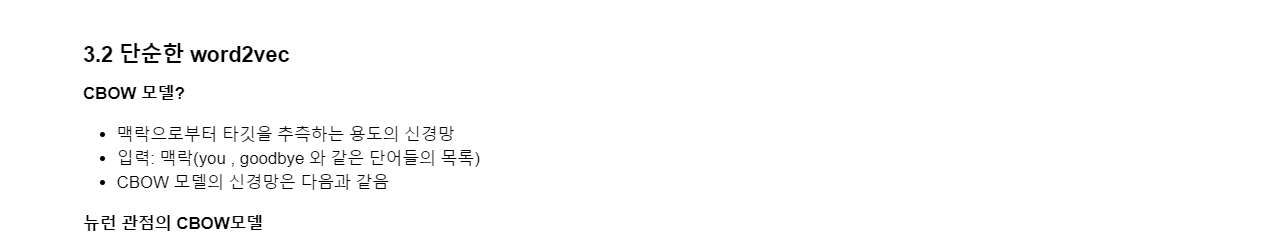 3.2 단순한 word2vec
CBOW 모델?
맥락으로부터 타깃을 추측하는 용도의 신경망
입력: 맥락(you , goodbye 와 같은 단어들의 목록)
CBOW 모델의 신경망은 다음과 같음
뉴런 관점의 CBOW모델